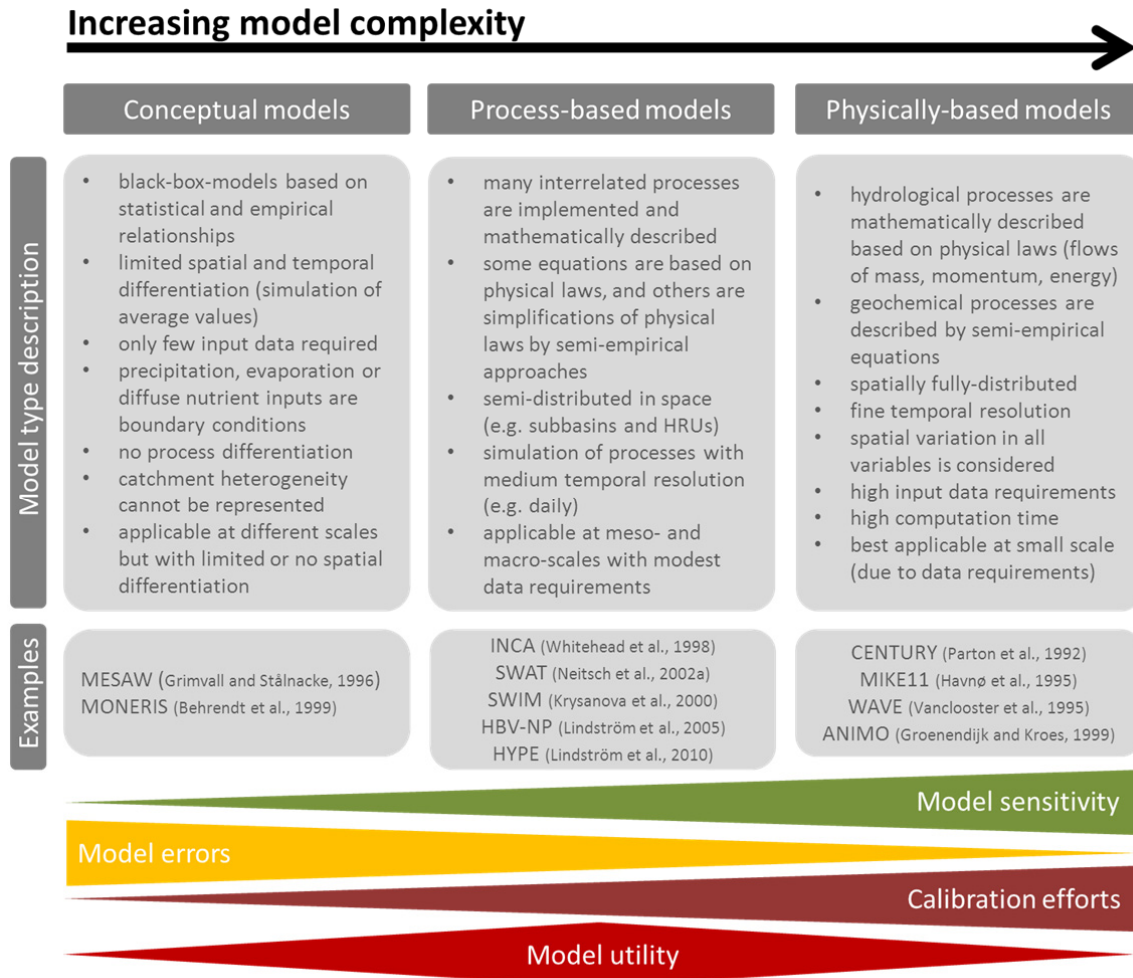 Increasing model complexity
Conceptual models
Process-based models
Physically-based models
Model type description
• black-box-models based on
statistical and empirical
relationships
• limited spatial and temporal
differentiation (simulation of
average values)
• only few input data required
• precipitation, evaporation or
diffuse nutrient inputs are
boundary conditions
• no process differentiation
• catchment heterogeneity
cannot be represented
• applicable at different scales
but with limited or no spatial
differentiation
• many interrelated processes
are implemented and
mathematically described
• some equations are based on
physical laws, and others are
simplifications of physical
laws by semi-empirical
approaches
• semi-distributed in space
(e.g. subbasins and HRUs)
• simulation of processes with
medium temporal resolution
(e.g. daily)
• applicable at meso- and
macro-scales with modest
data requirements
• hydrological processes are
mathematically described
based on physical laws (flows
of mass, momentum, energy)
• geochemical processes are
described by semi-empirical
equations
• spatially fully-distributed
• fine temporal resolution
• spatial variation in all
variables is considered
• high input data requirements
• high computation time
• best applicable at small scale
(due to data requirements)
Examples
MESAW (Grimvall and Stålnacke, 1996)
MONERIS (Behrendt et al., 1999)
INCA (Whitehead et al., 1998)
SWAT (Neitsch et al., 2002a)
SWIM (Krysanova et al., 2000)
HBV-NP (Lindström et al., 2005)
HYPE (Lindström et al., 2010)
CENTURY (Parton et al., 1992)
MIKE11 (Havnø et al., 1995)
WAVE (Vanclooster et al., 1995)
ANIMO (Groenendijk and Kroes, 1999)
Model sensitivity
Model errors
Calibration efforts
Model utility